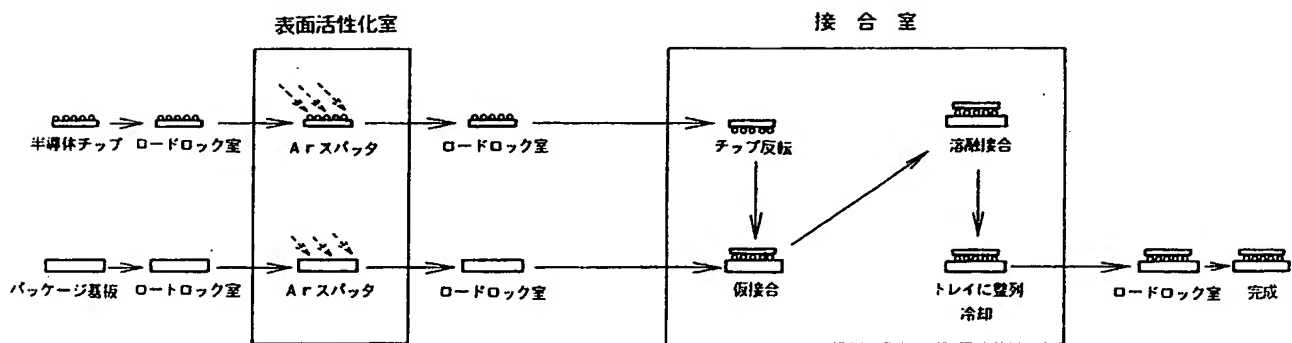 表面活性化室
接合室
半導体チップ
ロードロック室
Arスパッタ
ロードロック室
チップ反転
溶融接合
パッケージ基板
ロートロック室
Arスパッタ
ロードロック室
仮接合
トレイに整列
冷却
ロードロック室
完成